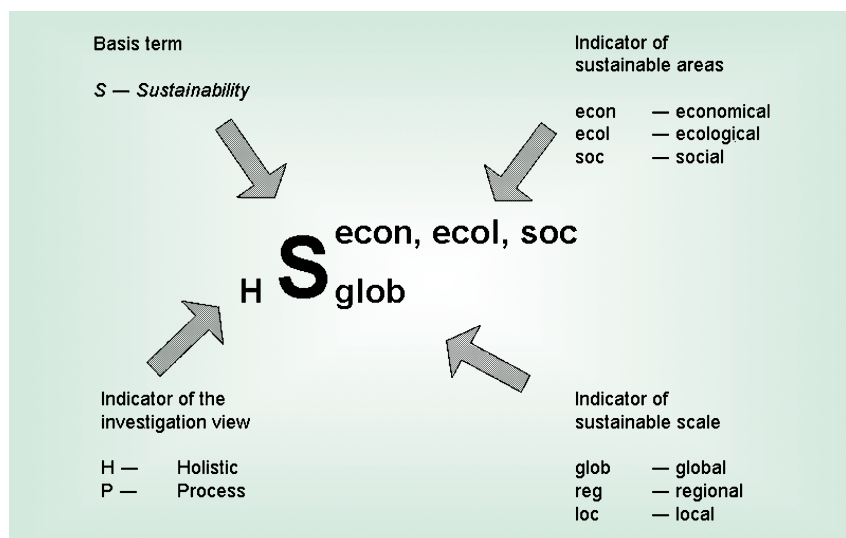 Basis term
S — Sustainability
Indicator of
sustainable areas
econ — economical
ecol — ecological
soc — social
econ, ecol, soc
H S
glob
Indicator of the
investigation view
H — Holistic
P — Process
Indicator of
sustainable scale
glob — global
reg — regional
loc — local